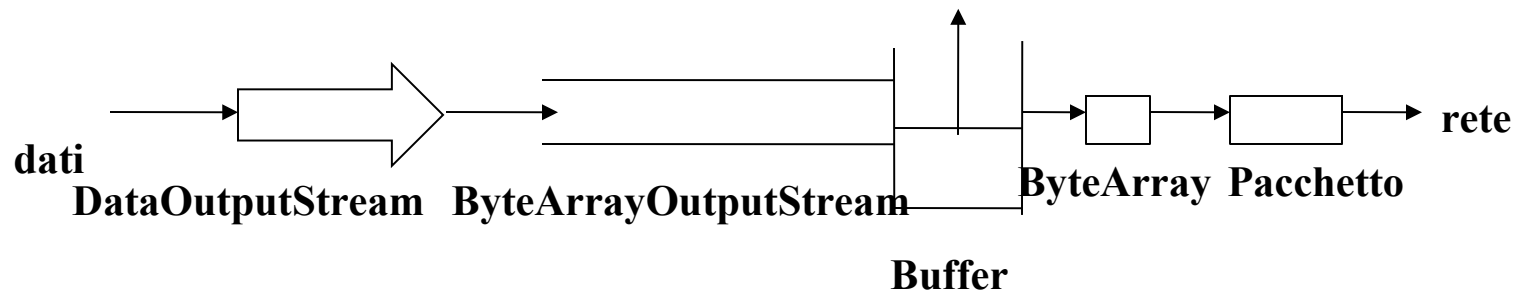 dati
DataOutputStream
ByteArrayOutputStream
Buffer
ByteArray
Pacchetto
rete